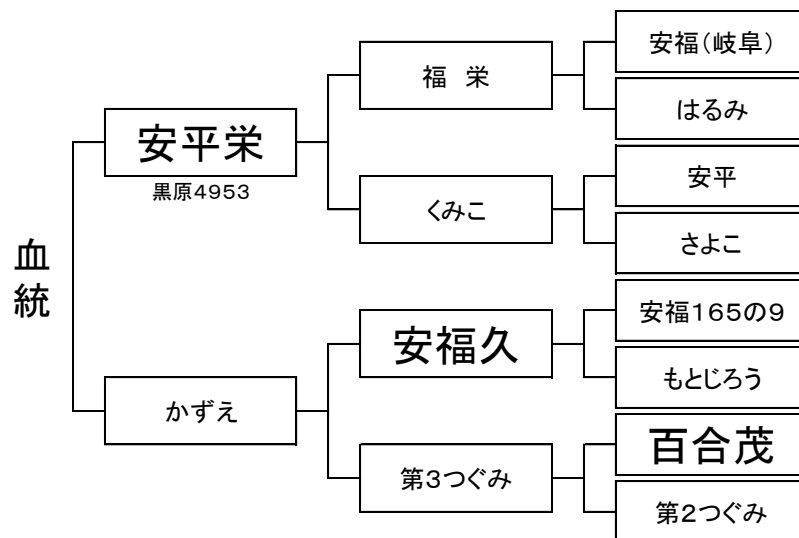 血統
安平栄
黒原4953
かずえ
福 栄
くみこ
安福久
第3つぐみ
安福(岐阜)
はるみ
安平
さよこ
安福165の9
もとじろう
百合茂
第2つぐみ